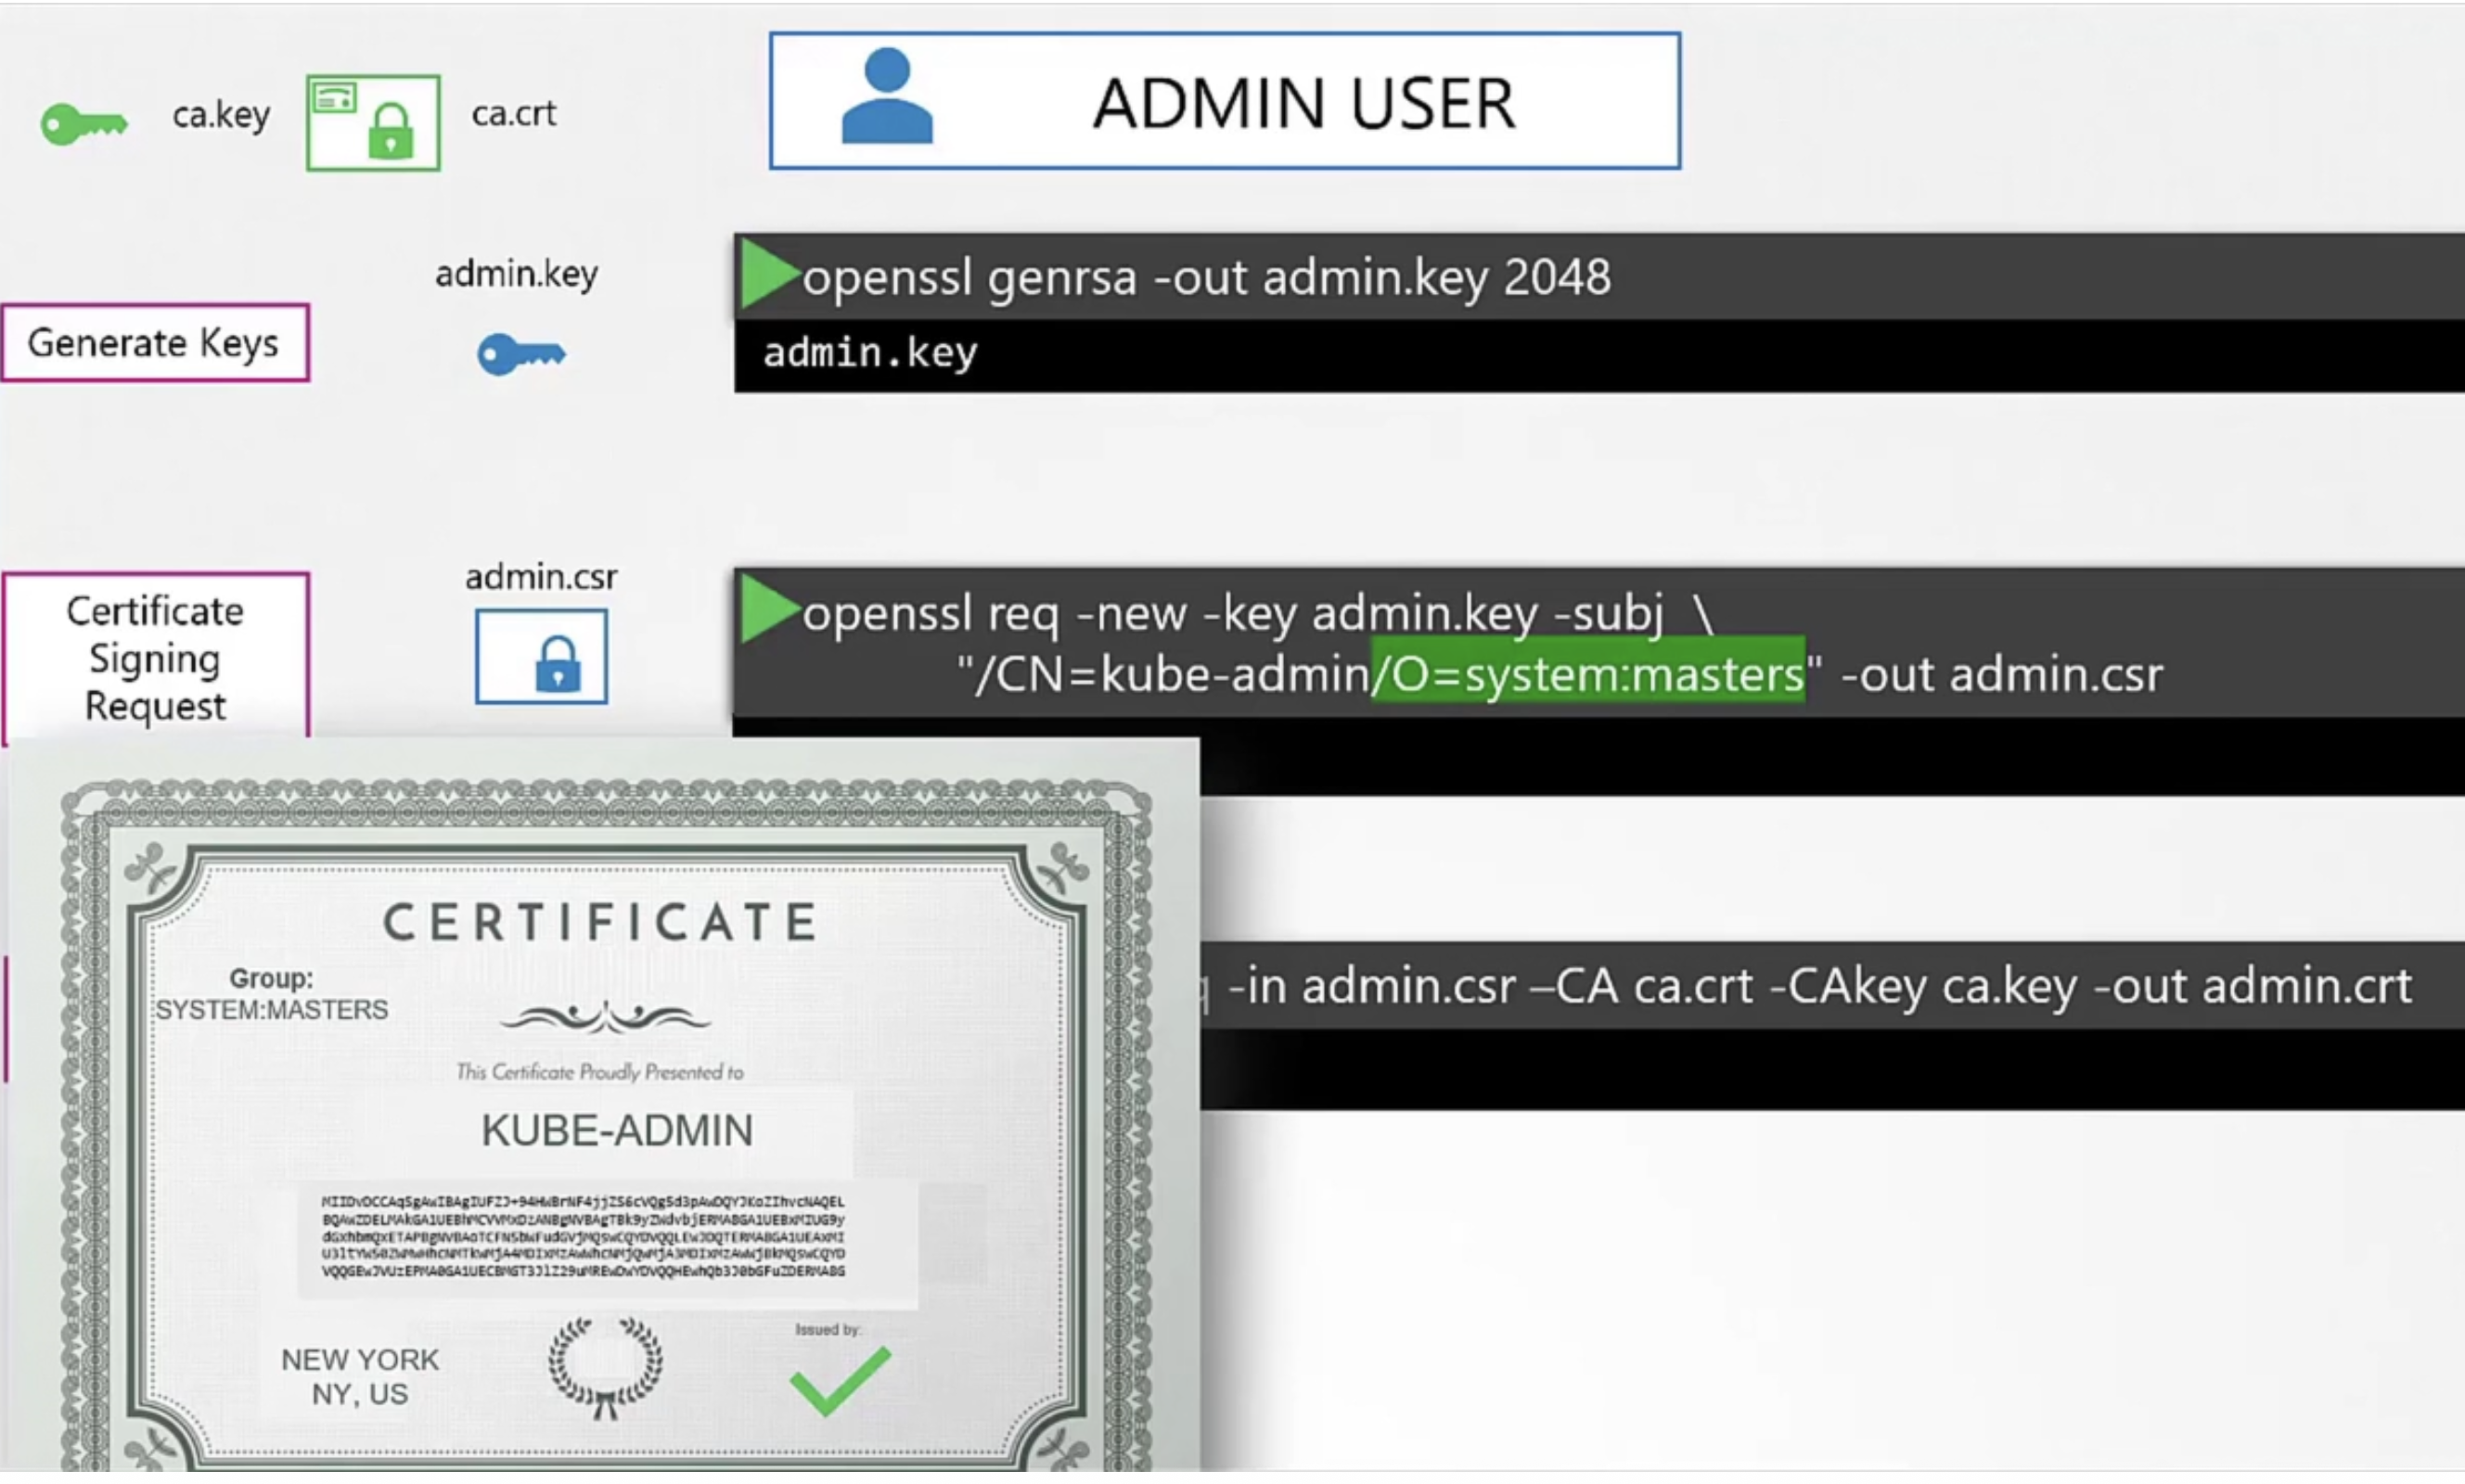 ca.key
ca.crt
ADMIN USER
admin.key
openssl genrsa -out admin.key 2048
Generate Keys
admin.key
admin.csr
Certificate
Signing
Request
openssl req -new -key admin.key -subj \
"/CN=kube-admin/O=system:masters" -out admin.csr
-in admin.csr –CA ca.crt -CAkey ca.key -out admin.crt
CERTIFICATE
Group:
SYSTEM:MASTERS
This Certificate Proudly Presented to
KUBE-ADMIN
Issued by:
NEW YORK
NY, US